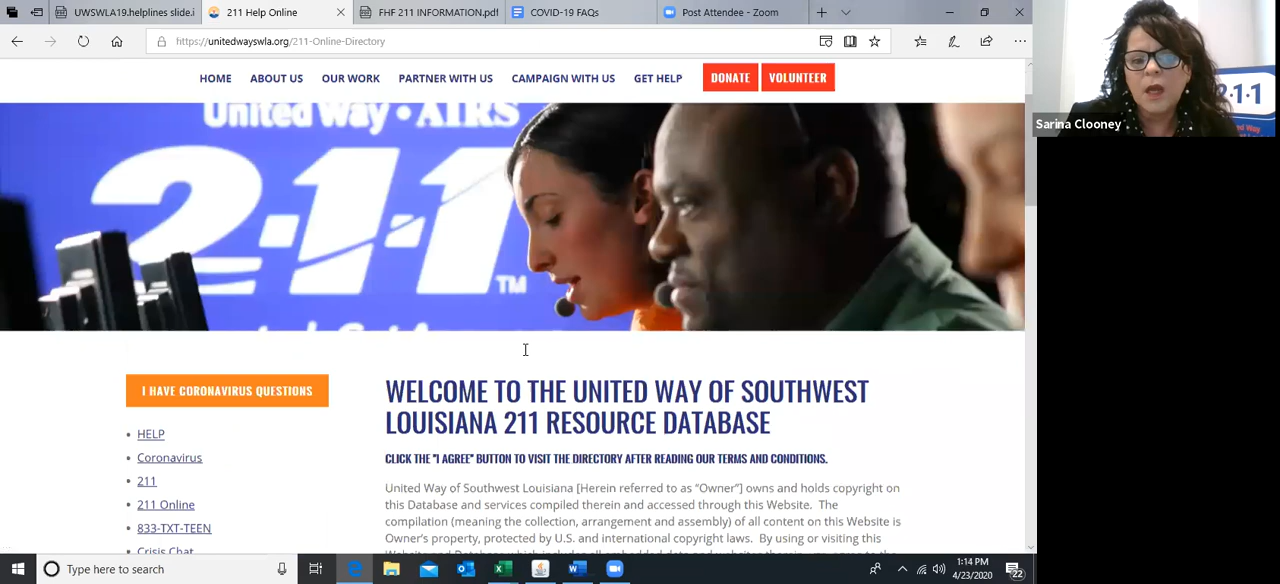 UWSWLA19.helplines slide.i
211 Help Online
FHF 211 INFORMATION.pdf
COVID-19 FAQs
Post Attendee - Zoom
https://unitedwayswla.org/211-Online-Directory
HOME ABOUT US OUR WORK PARTNER WITH US CAMPAIGN WITH US GET HELP DONATE VOLUNTEER
United Way • AIRS
2-1-1
TM
2·1·1
Sarina Clooney
I HAVE CORONAVIRUS QUESTIONS
• HELP
• Coronavirus
• 211
• 211 Online
• 833-TXT-TEEN
Crisis Chat
WELCOME TO THE UNITED WAY OF SOUTHWEST
LOUISIANA 211 RESOURCE DATABASE
CLICK THE "I AGREE" BUTTON TO VISIT THE DIRECTORY AFTER READING OUR TERMS AND CONDITIONS.
United Way of Southwest Louisiana [Herein referred to as “Owner”] owns and holds copyright on
this Database and services compiled therein and accessed through this Website. The
compilation (meaning the collection, arrangement and assembly) of all content on this Website is
Owner’s property, protected by U.S. and international copyright laws. By using or visiting this
Type here to search
1:14 PM
4/23/2020
22